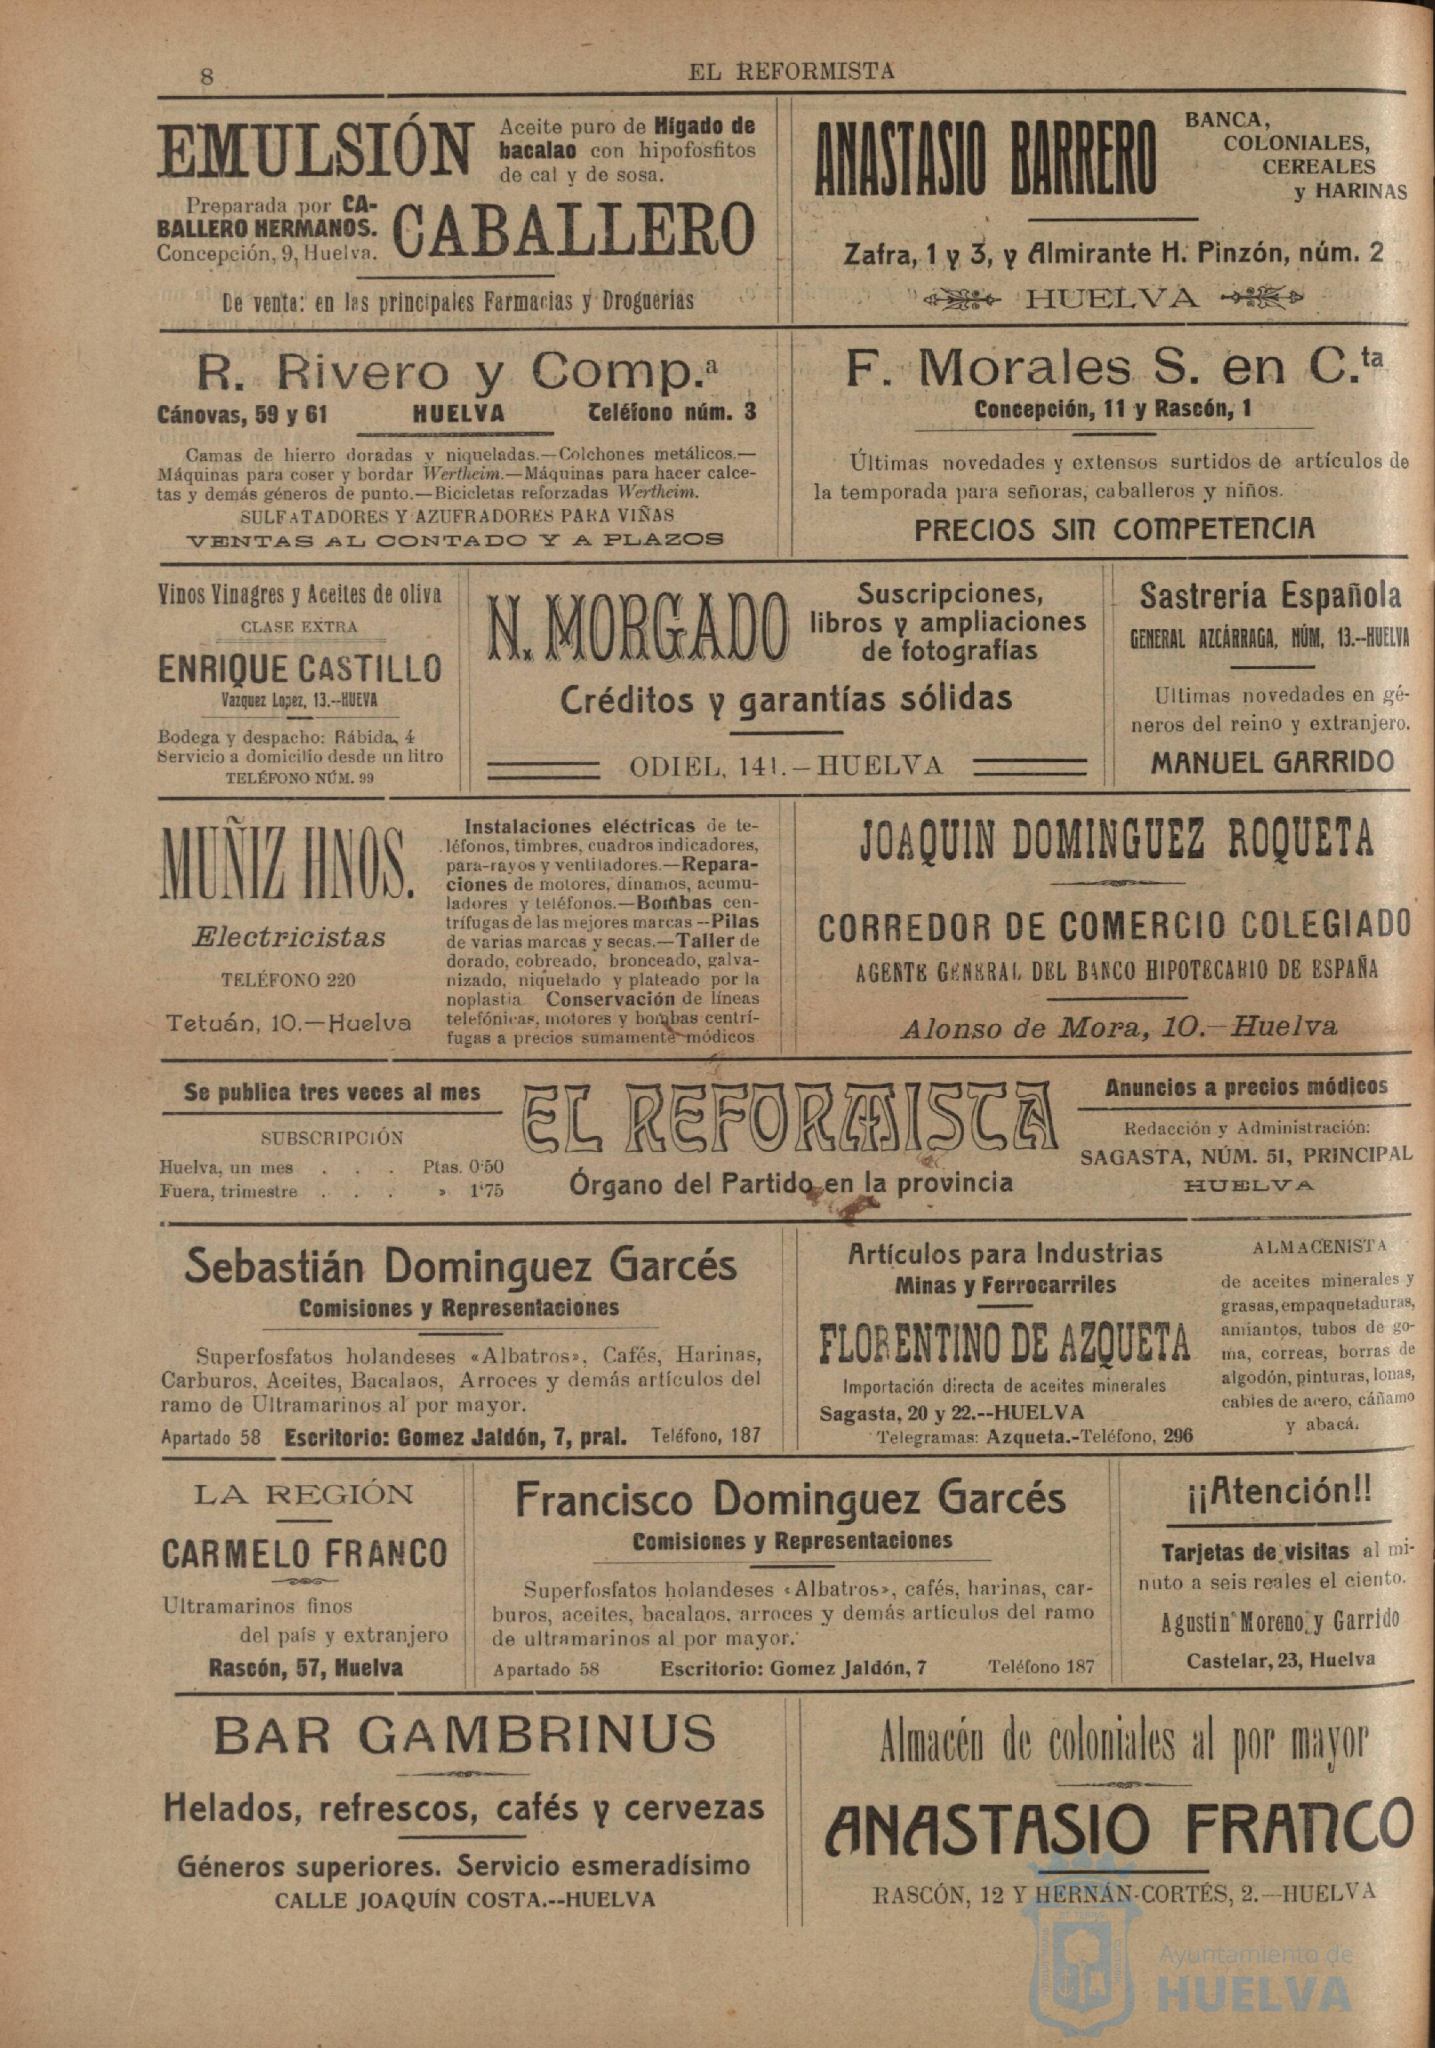 8
EL REFORMISTA
EMULSIÓN
Aceite puro de Hígado de
bacalao con hipofosfitos
de cal y de sosa.
Preparada por CA-
BALLERO HERMANOS.
Concepción, 9, Huelva.
CABALLERO
De venta: en las principales Farmacias y Droguerias
ANASTASIO BARRERO
BANCA,
COLONIALES,
CEREALES
y HARINAS
Zafra, 1 y 3, y Almirante H. Pinzón, núm. 2
HUELVA
R. Rivero y Comp.ª
Cánovas, 59 y 61 HUELVA Teléfono núm. 3
Camas de hierro doradas y niqueladas.—Colchones metálicos.—
Máquinas para coser y bordar Wertheim.—Máquinas para hacer calce-
tas y demás géneros de punto.—Bicicletas reforzadas Wertheim.
SULFATADORES Y AZUFRADORES PARA VIÑAS
VENTAS AL CONTADO Y A PLAZOS
F. Morales S. en C.ta
Concepción, 11 y Rascón, 1
Últimas novedades y extensos surtidos de artículos de
la temporada para señoras, caballeros y niños.
PRECIOS SIN COMPETENCIA
Vinos Vinagres y Aceites de oliva
CLASE EXTRA
ENRIQUE CASTILLO
Vazquez Lopez, 13.--HUEVA
Bodega y despacho: Rábida, 4
Servicio a domicilio desde un litro
TELÉFONO NÚM. 99
N. MORGADO
Suscripciones,
libros y ampliaciones
de fotografías
Créditos y garantías sólidas
ODIEL, 141.—HUELVA
Sastrería Española
GENERAL AZCÁRRAGA, NÚM, 13.--HUELVA
Ultimas novedades en gé-
neros del reino y extranjero.
MANUEL GARRIDO
MUÑIZ HNOS.
Electricistas
TELÉFONO 220
Tetuán, 10.—Huelva
Instalaciones eléctricas de te-
léfonos, timbres, cuadros indicadores,
para-rayos y ventiladores.—Repara-
ciones de motores, dinamos, acumu-
ladores y teléfonos.—Bombas cen-
trífugas de las mejores marcas --Pilas
de varias marcas y secas.—Taller de
dorado, cobreado, bronceado, galva-
nizado, niquelado y plateado por la
noplastia Conservación de líneas
telefónicas, motores y bombas centrí-
fugas a precios sumamente módicos
JOAQUIN DOMINGUEZ ROQUETA
CORREDOR DE COMERCIO COLEGIADO
AGENTE GENERAL DEL BANCO HIPOTECARIO DE ESPAÑA
Alonso de Mora, 10.—Huelva
Se publica tres veces al mes
SUBSCRIPCIÓN
Huelva, un mes . . . Ptas. 0'50
Fuera, trimestre . . . » 1'75
EL REFORMISTA
Órgano del Partido en la provincia
Anuncios a precios módicos
Redacción y Administración:
SAGASTA, NÚM. 51, PRINCIPAL
HUELVA
Sebastián Dominguez Garcés
Comisiones y Representaciones
Superfosfatos holandeses «Albatros», Cafés, Harinas,
Carburos, Aceites, Bacalaos, Arroces y demás artículos del
ramo de Ultramarinos al por mayor.
Apartado 58 Escritorio: Gomez Jaldón, 7, pral. Teléfono, 187
Artículos para Industrias
Minas y Ferrocarriles
FLORENTINO DE AZQUETA
Importación directa de aceites minerales
Sagasta, 20 y 22.--HUELVA
Telegramas: Azqueta.-Teléfono, 296
ALMACENISTA
de aceites minerales y
grasas, empaquetaduras,
amiantos, tubos de go-
ma, correas, borras de
algodón, pinturas, lonas,
cables de acero, cáñamo
y abacá.
LA REGIÓN
CARMELO FRANCO
Ultramarinos finos
del país y extranjero
Rascón, 57, Huelva
Francisco Dominguez Garcés
Comisiones y Representaciones
Superfosfatos holandeses «Albatros», cafés, harinas, car-
buros, aceites, bacalaos, arroces y demás artículos del ramo
de ultramarinos al por mayor.
Apartado 58 Escritorio: Gomez Jaldón, 7 Teléfono 187
¡¡Atención!!
Tarjetas de visitas al mi-
nuto a seis reales el ciento.
Agustin Moreno y Garrido
Castelar, 23, Huelva
BAR GAMBRINUS
Helados, refrescos, cafés y cervezas
Géneros superiores. Servicio esmeradísimo
CALLE JOAQUÍN COSTA.--HUELVA
Almacén de coloniales al por mayor
ANASTASIO FRANCO
RASCÓN, 12 Y HERNÁN-CORTÉS, 2.—HUELVA
Ayuntamiento de
HUELVA